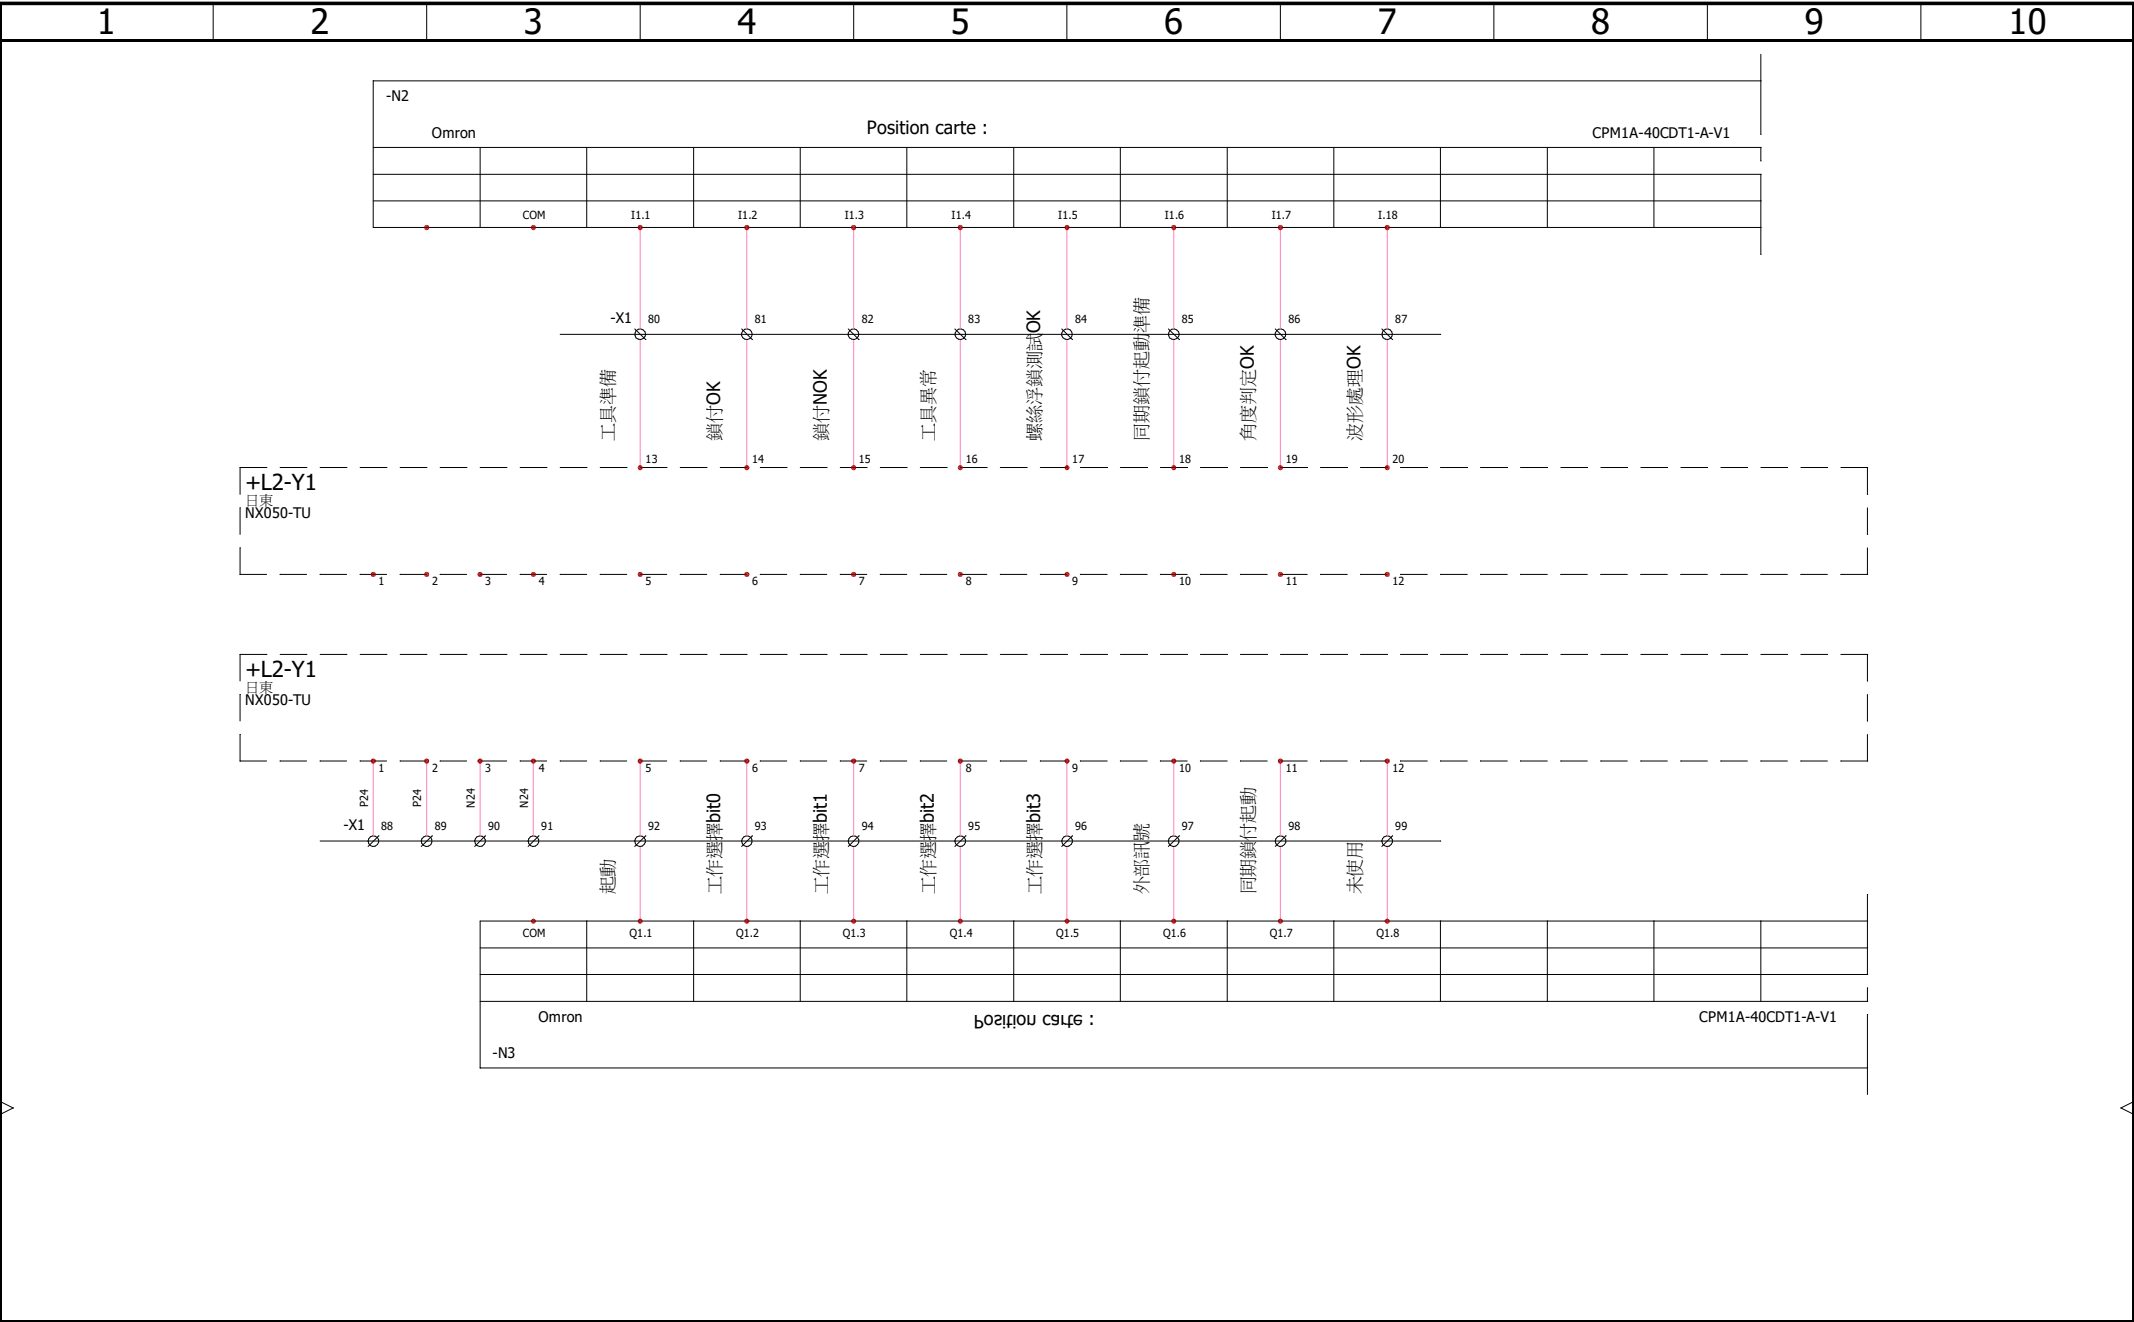 1 2 3 4 5 6 7 8 9 10
-N2
Omron Position carte : CPM1A-40CDT1-A-V1
COM I1.1 I1.2 I1.3 I1.4 I1.5 I1.6 I1.7 I.18
-X1 80 81 82 83 84 85 86 87
工具準備
鎖付OK
鎖付NOK
工具異常
螺絲浮鎖測試OK
同期鎖付起動準備
角度判定OK
波形處理OK
13 14 15 16 17 18 19 20
+L2-Y1
日東
NX050-TU
1 2 3 4 5 6 7 8 9 10 11 12
+L2-Y1
日東
NX050-TU
1 2 3 4 5 6 7 8 9 10 11 12
P24
P24
N24
N24
-X1 88 89 90 91 92 93 94 95 96 97 98 99
起動
工作選擇bit0
工作選擇bit1
工作選擇bit2
工作選擇bit3
外部訊號
同期鎖付起動
未使用
COM Q1.1 Q1.2 Q1.3 Q1.4 Q1.5 Q1.6 Q1.7 Q1.8
Omron Position carte : CPM1A-40CDT1-A-V1
-N3